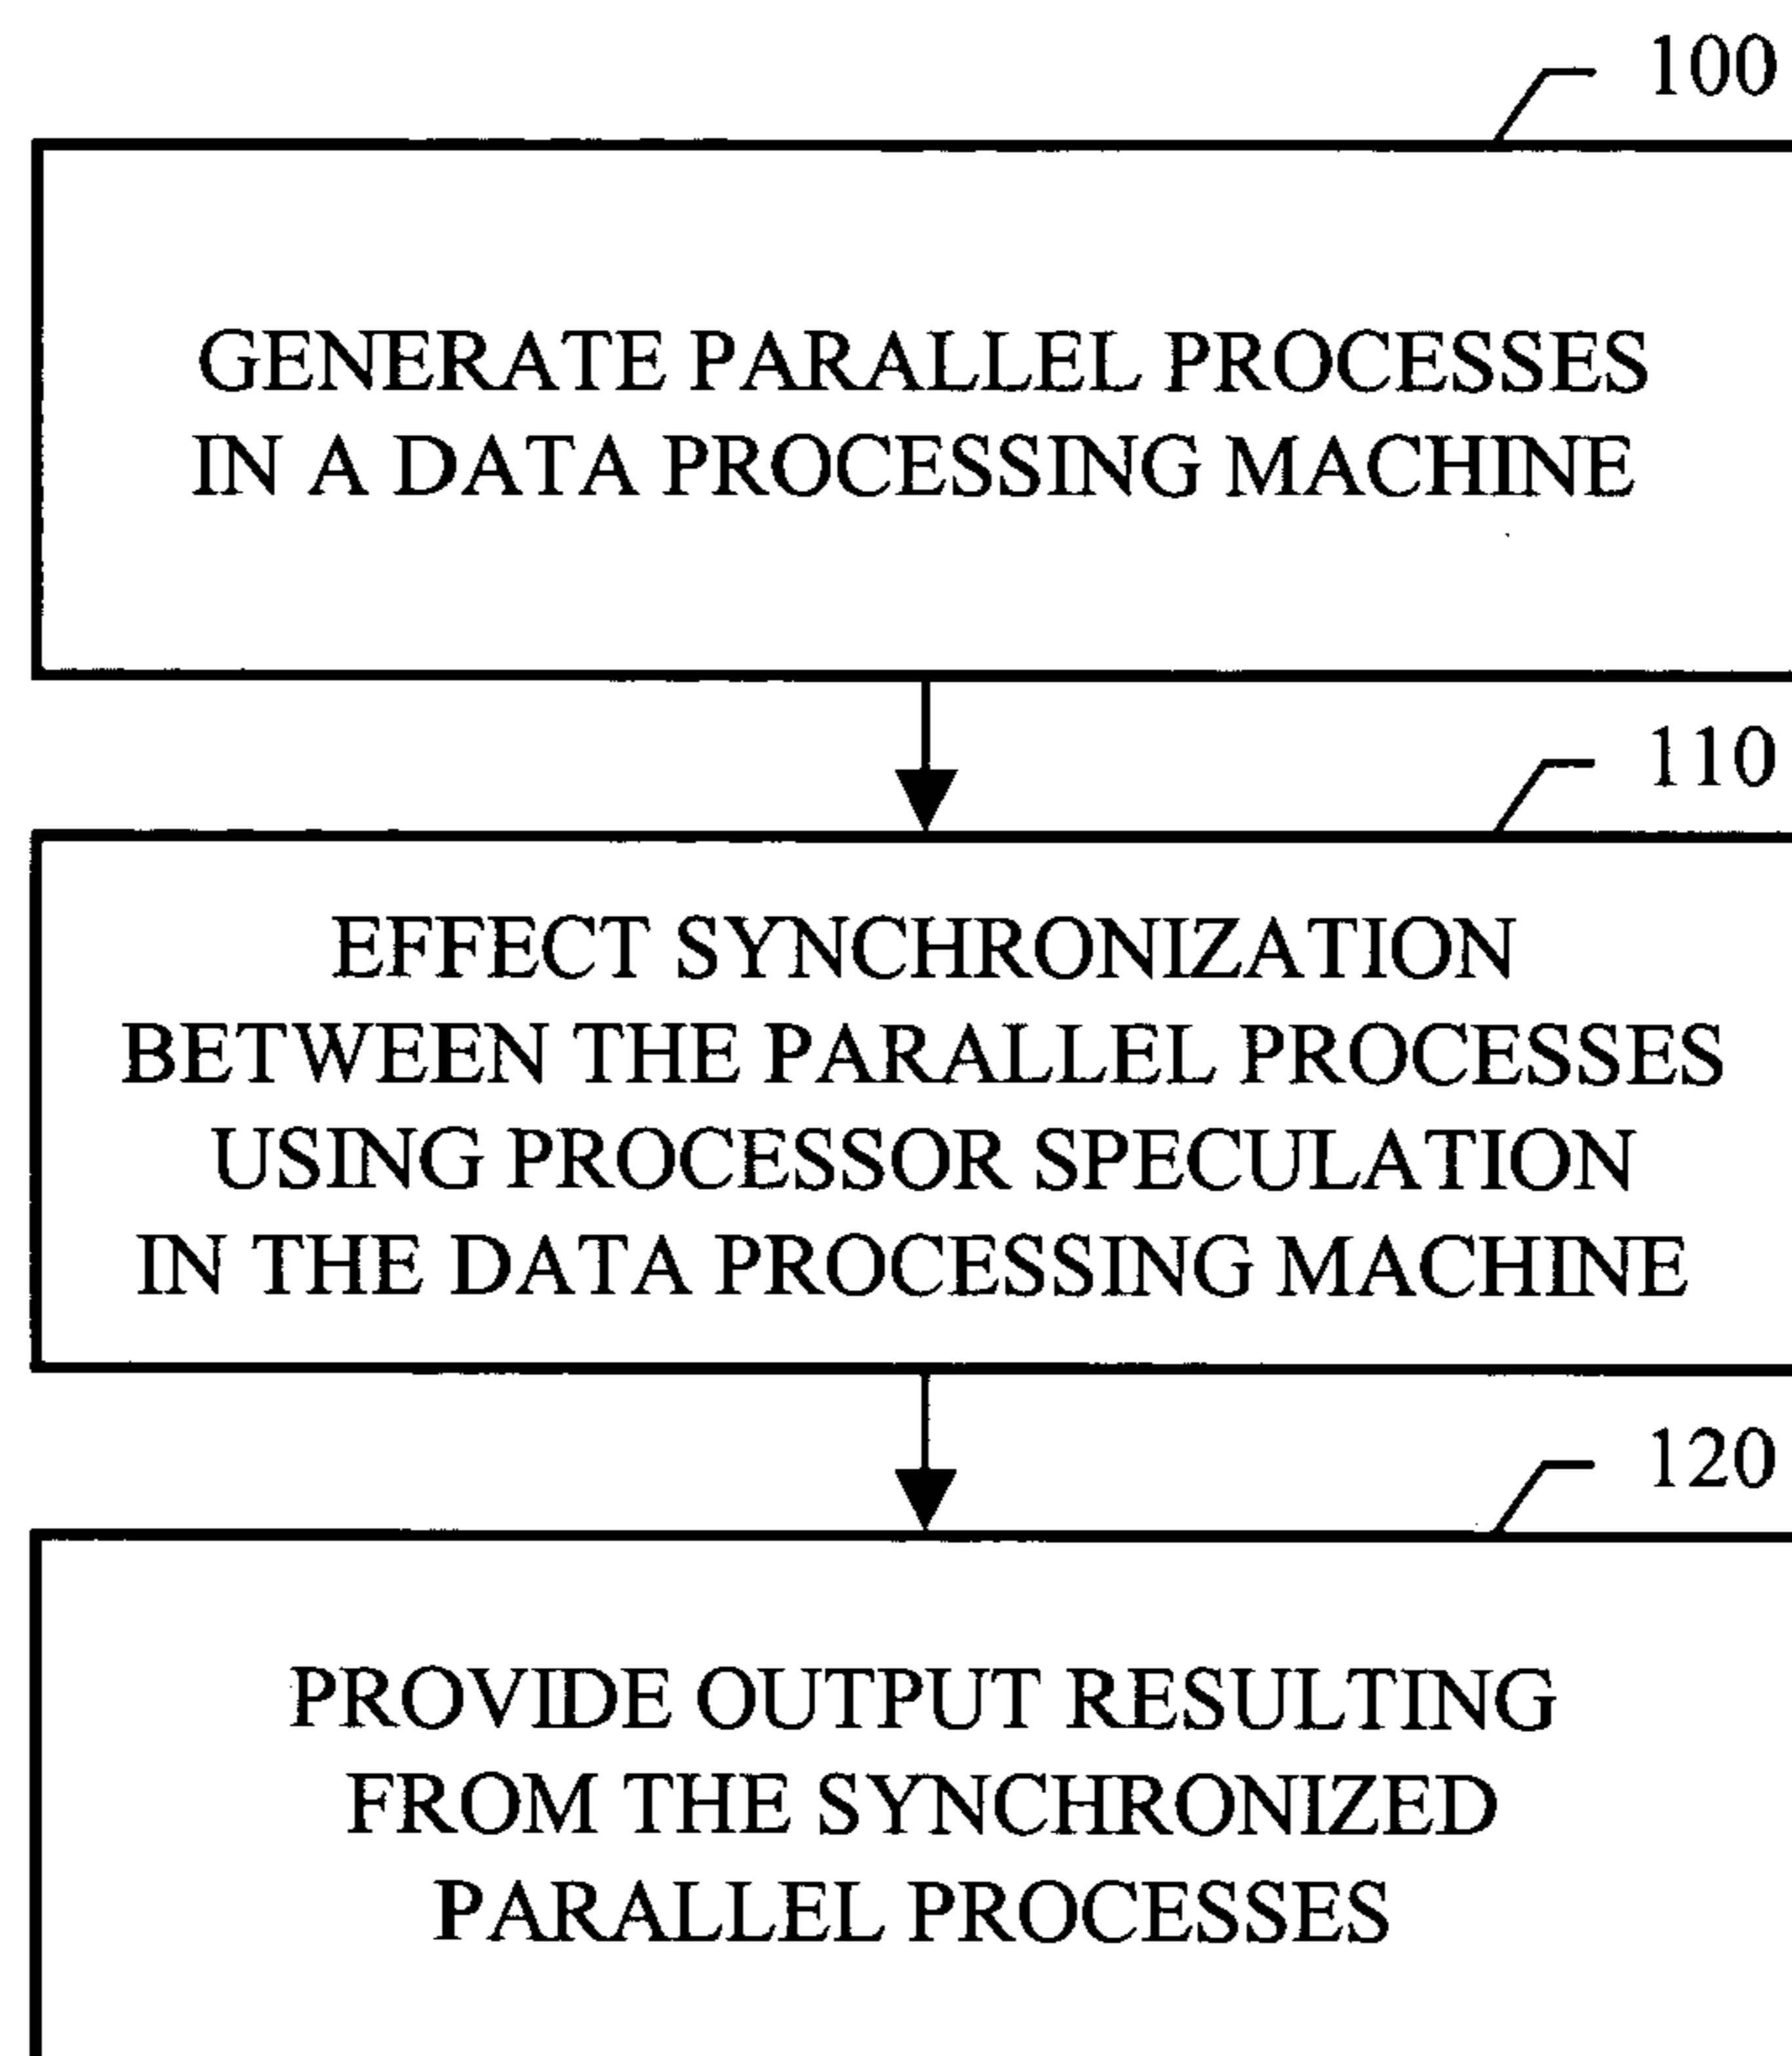 100
GENERATE PARALLEL PROCESSES
IN A DATA PROCESSING MACHINE
110
EFFECT SYNCHRONIZATION
BETWEEN THE PARALLEL PROCESSES
USING PROCESSOR SPECULATION
IN THE DATA PROCESSING MACHINE
120
PROVIDE OUTPUT RESULTING
FROM THE SYNCHRONIZED
PARALLEL PROCESSES